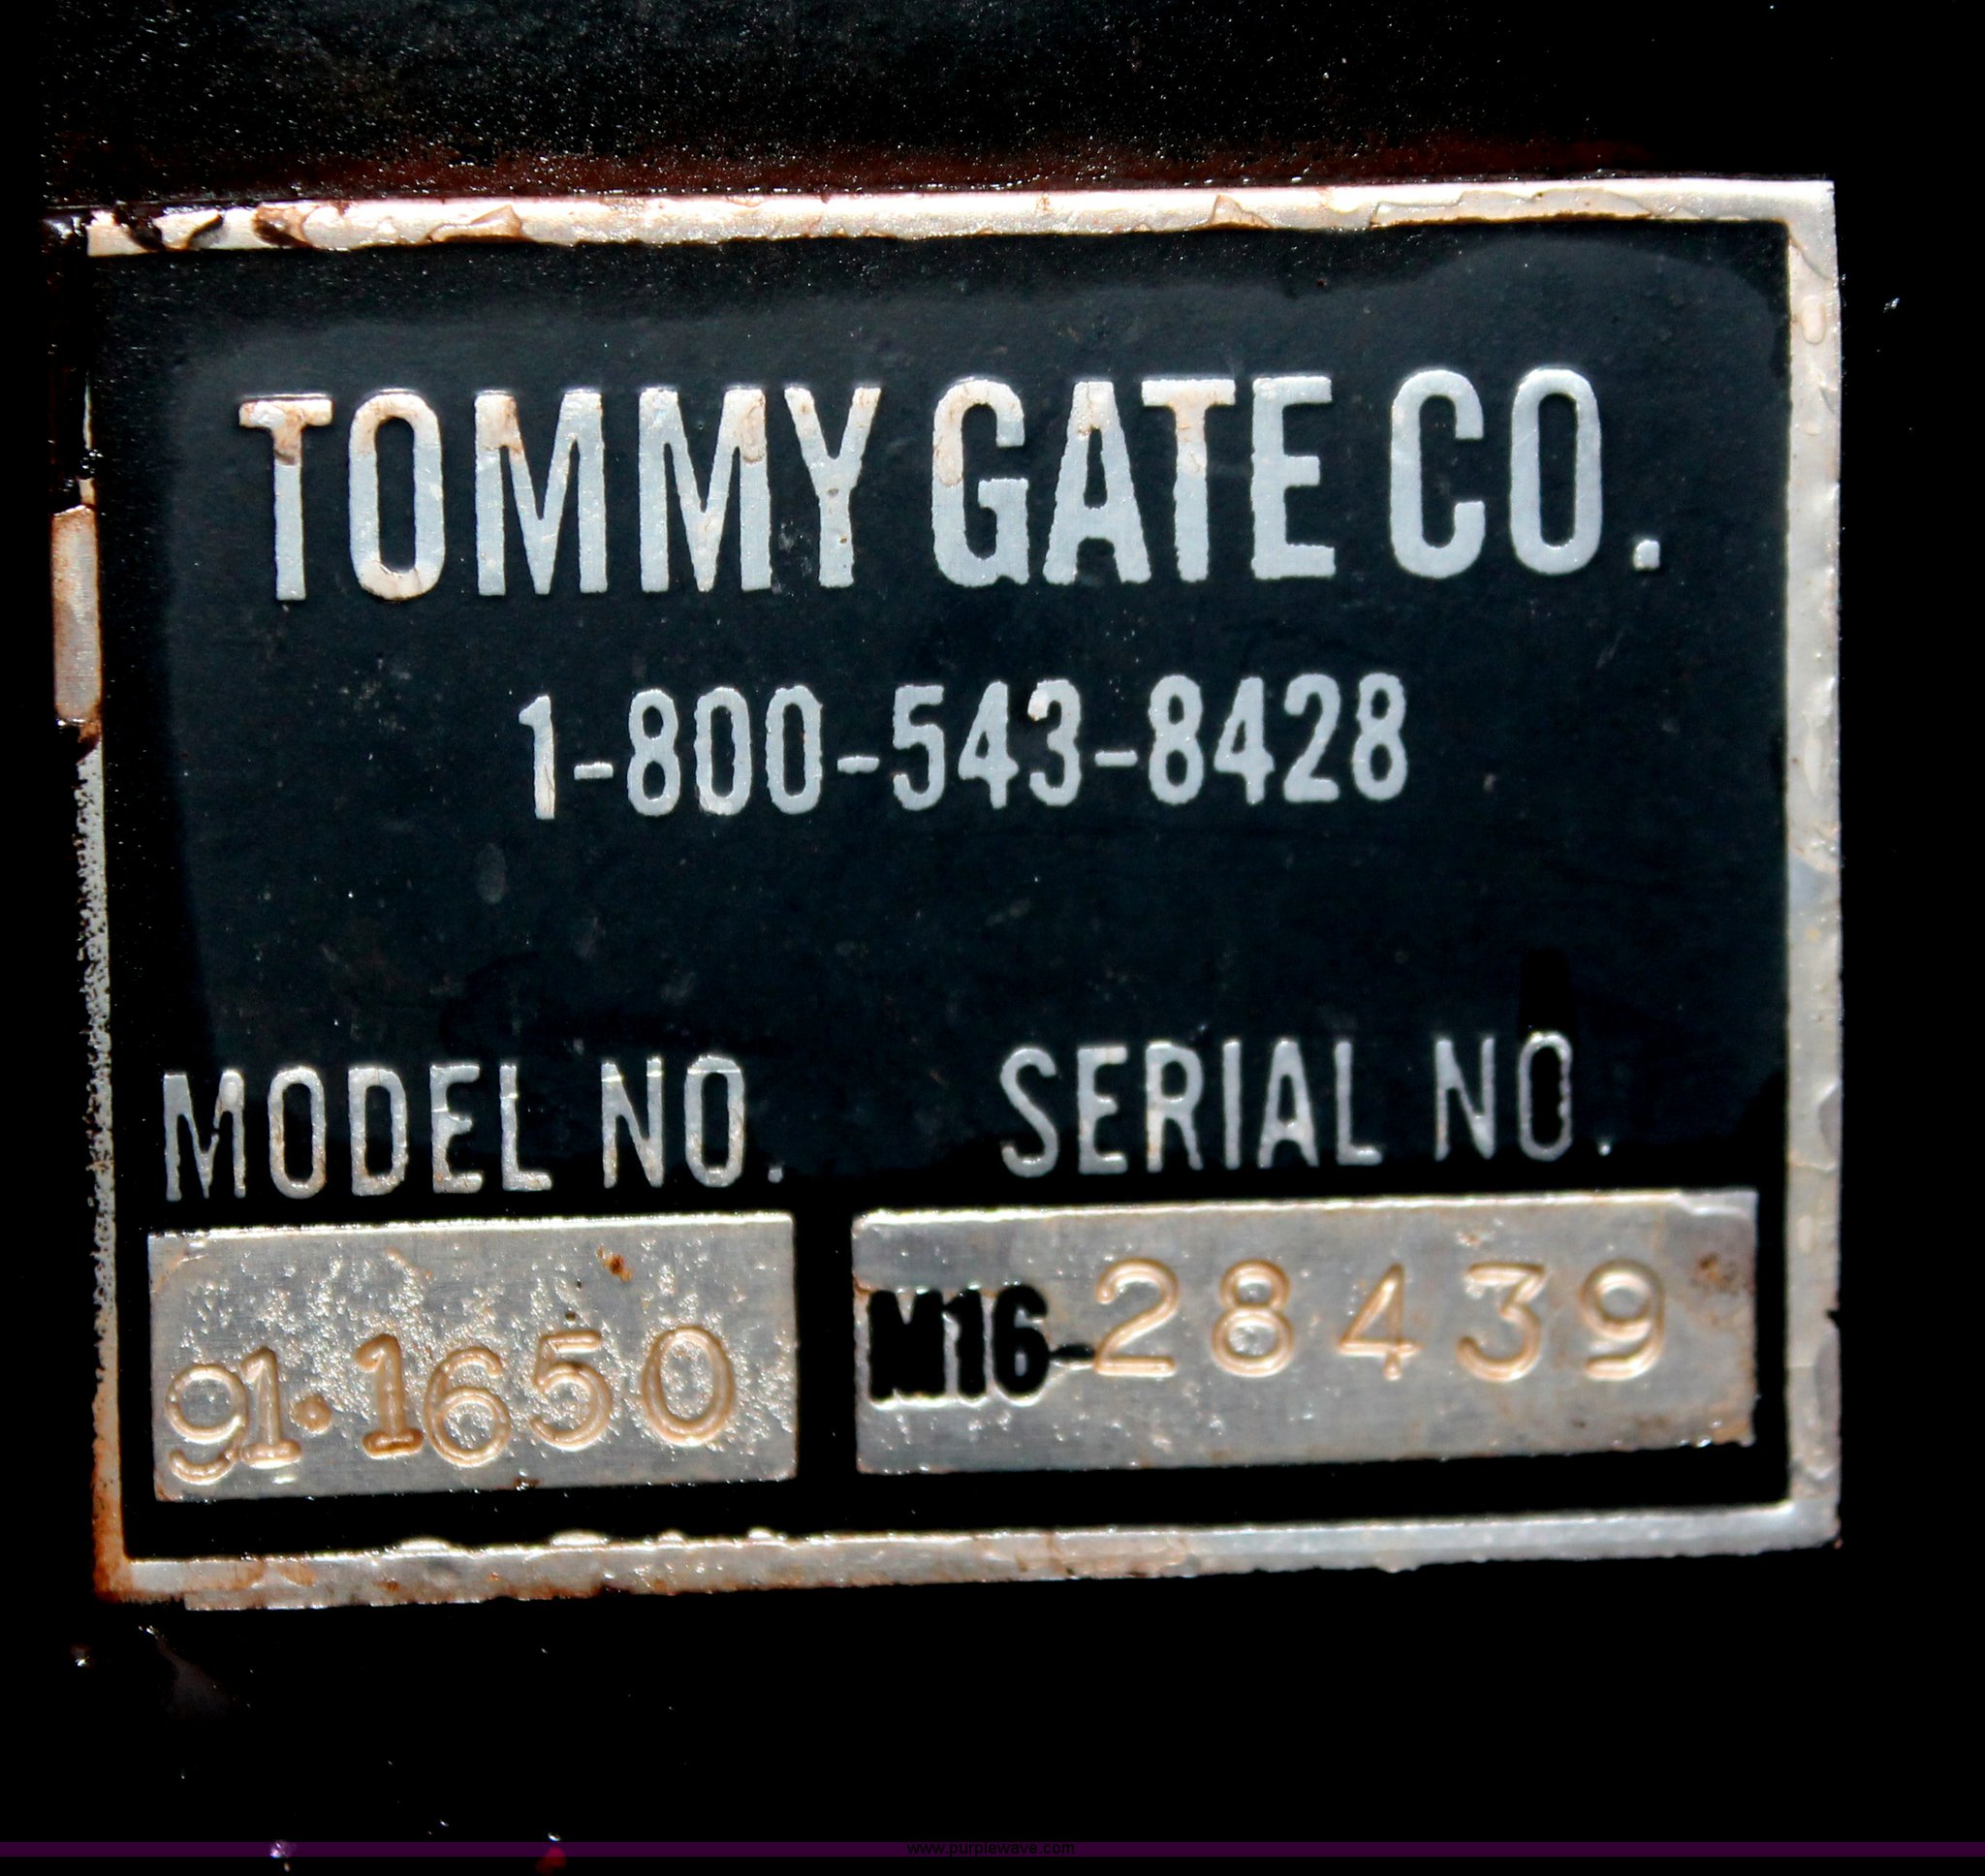 TOMMY GATE CO.
1-800-543-8428
MODEL NO. SERIAL NO.
91·1650 M16-28439
www.purplewave.com